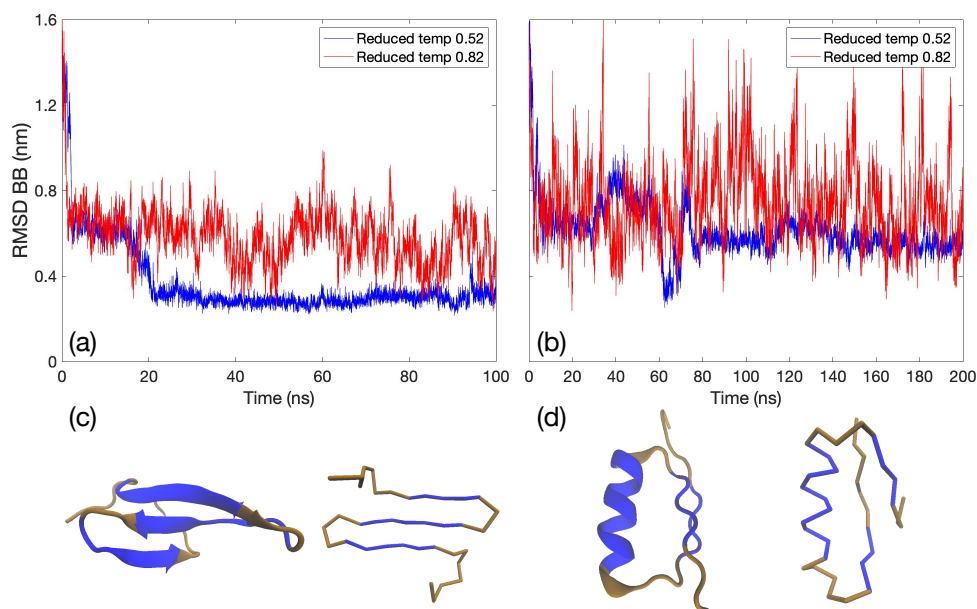 1.6
1.2
0.8
0.4
0
RMSD BB (nm)
Reduced temp 0.52
Reduced temp 0.82
(a)
0 20 40 60 80 100
Time (ns)
Reduced temp 0.52
Reduced temp 0.82
(b)
0 20 40 60 80 100 120 140 160 180 200
Time (ns)
(c)
(d)